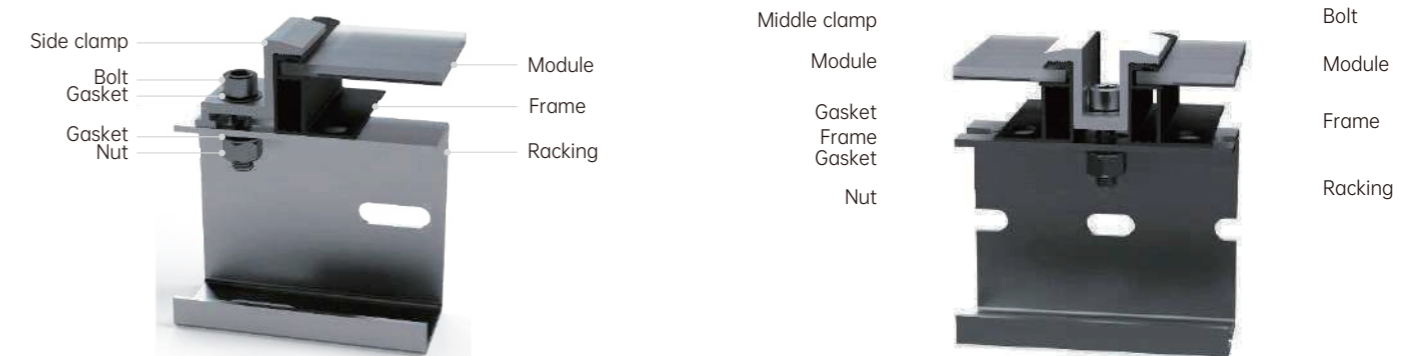 Side clamp
Bolt
Gasket
Gasket
Nut
Module
Frame
Racking
Middle clamp
Module
Gasket
Frame
Gasket
Nut
Bolt
Module
Frame
Racking